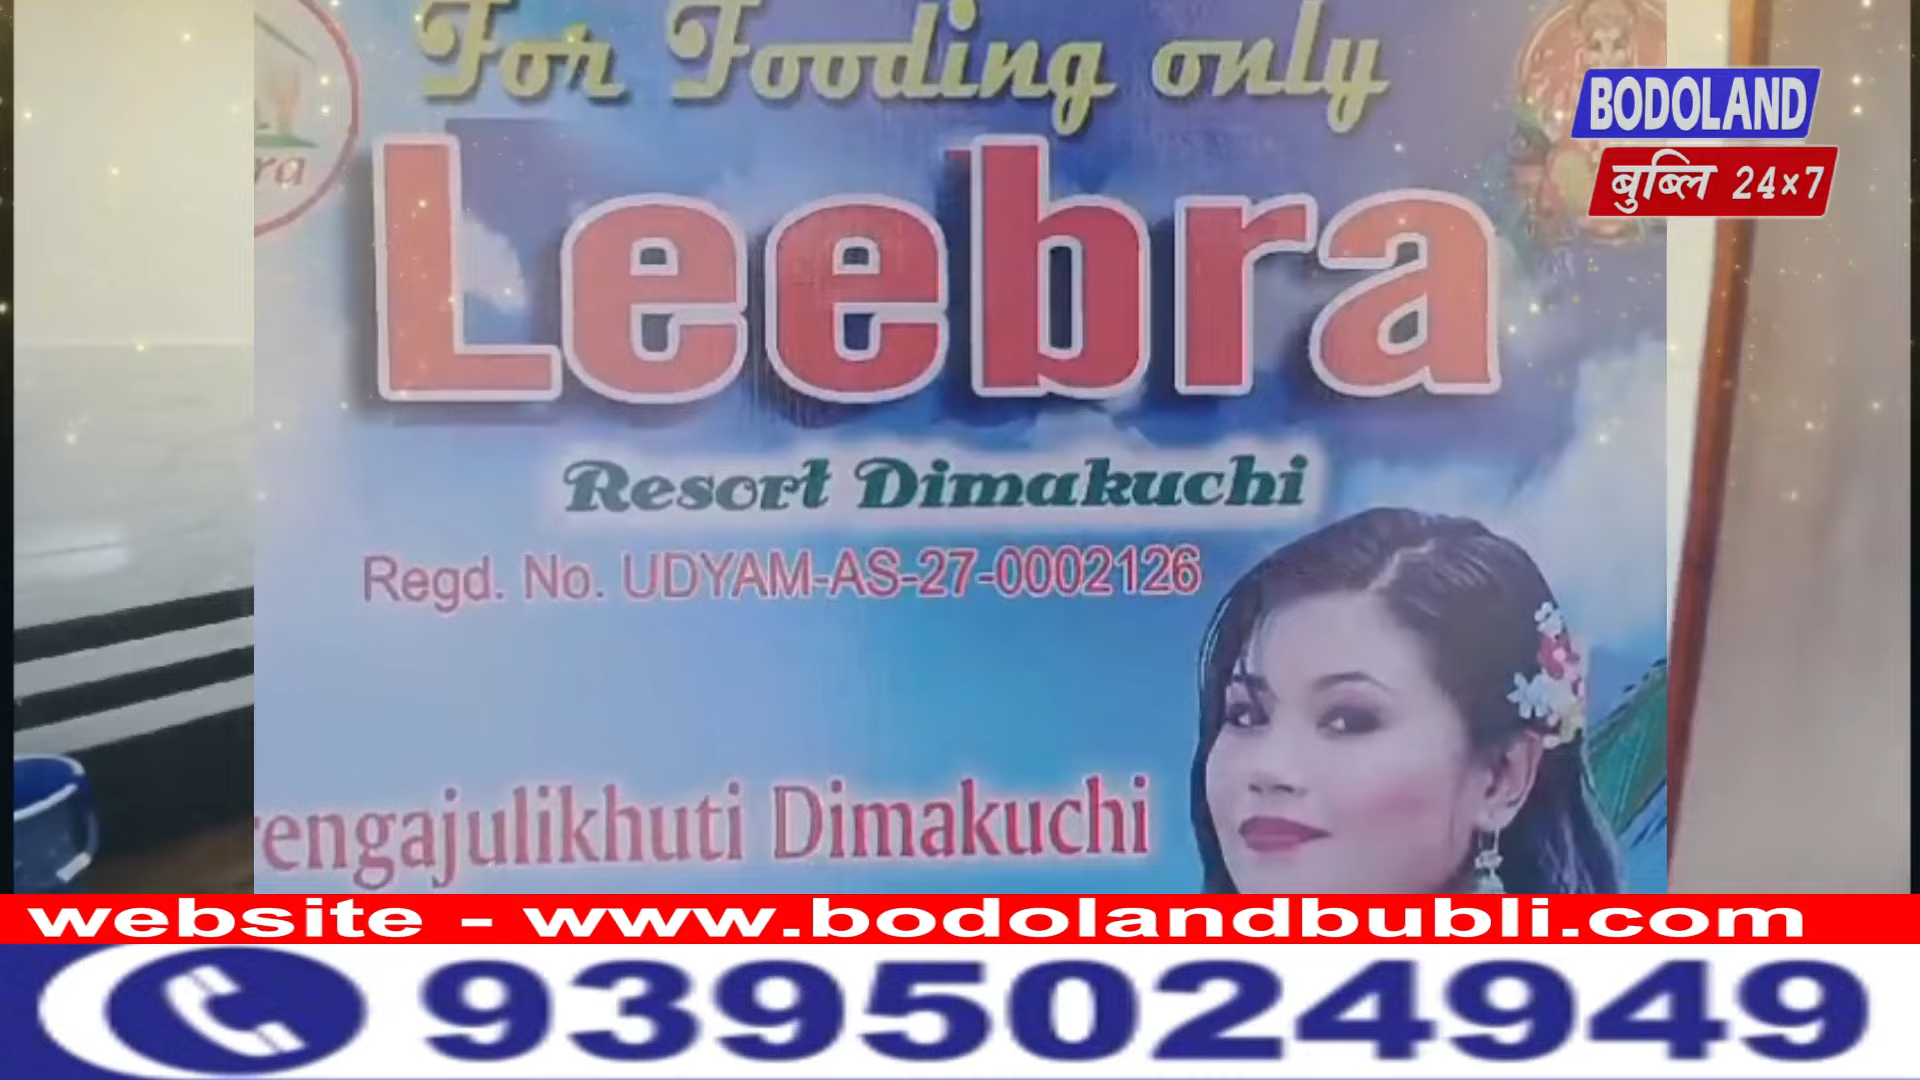 For Fooding only
BODOLAND
बुब्लि 24×7
Leebra
Resort Dimakuchi
Regd. No. UDYAM-AS-27-0002126
Dimakuchi
website - www.bodolandbubli.com
9395024949